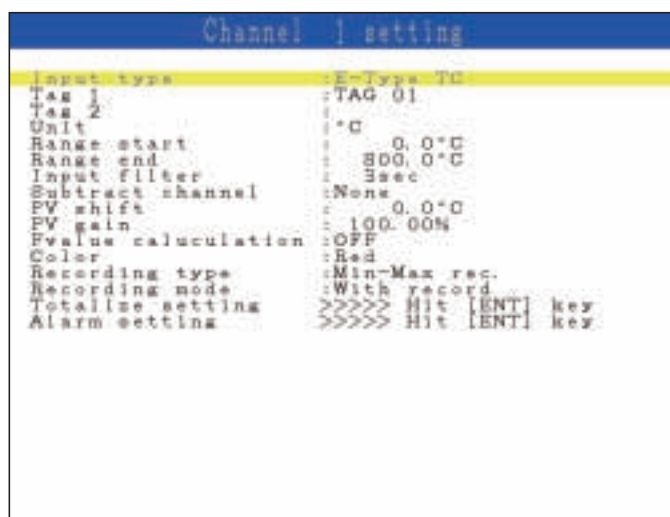 Channel 1 setting
Input type :E-Type TC
Tag 1 :TAG 01
Tag 2 :
Unit :°C
Range start : 0.0°C
Range end : 800.0°C
Input filter : 3sec
Subtract channel :None
PV shift : 0.0°C
PV gain : 100.00%
Fvalue caluculation :OFF
Color :Red
Recording type :Min-Max rec.
Recording mode :With record
Totalize setting >>>>> Hit [ENT] key
Alarm setting >>>>> Hit [ENT] key